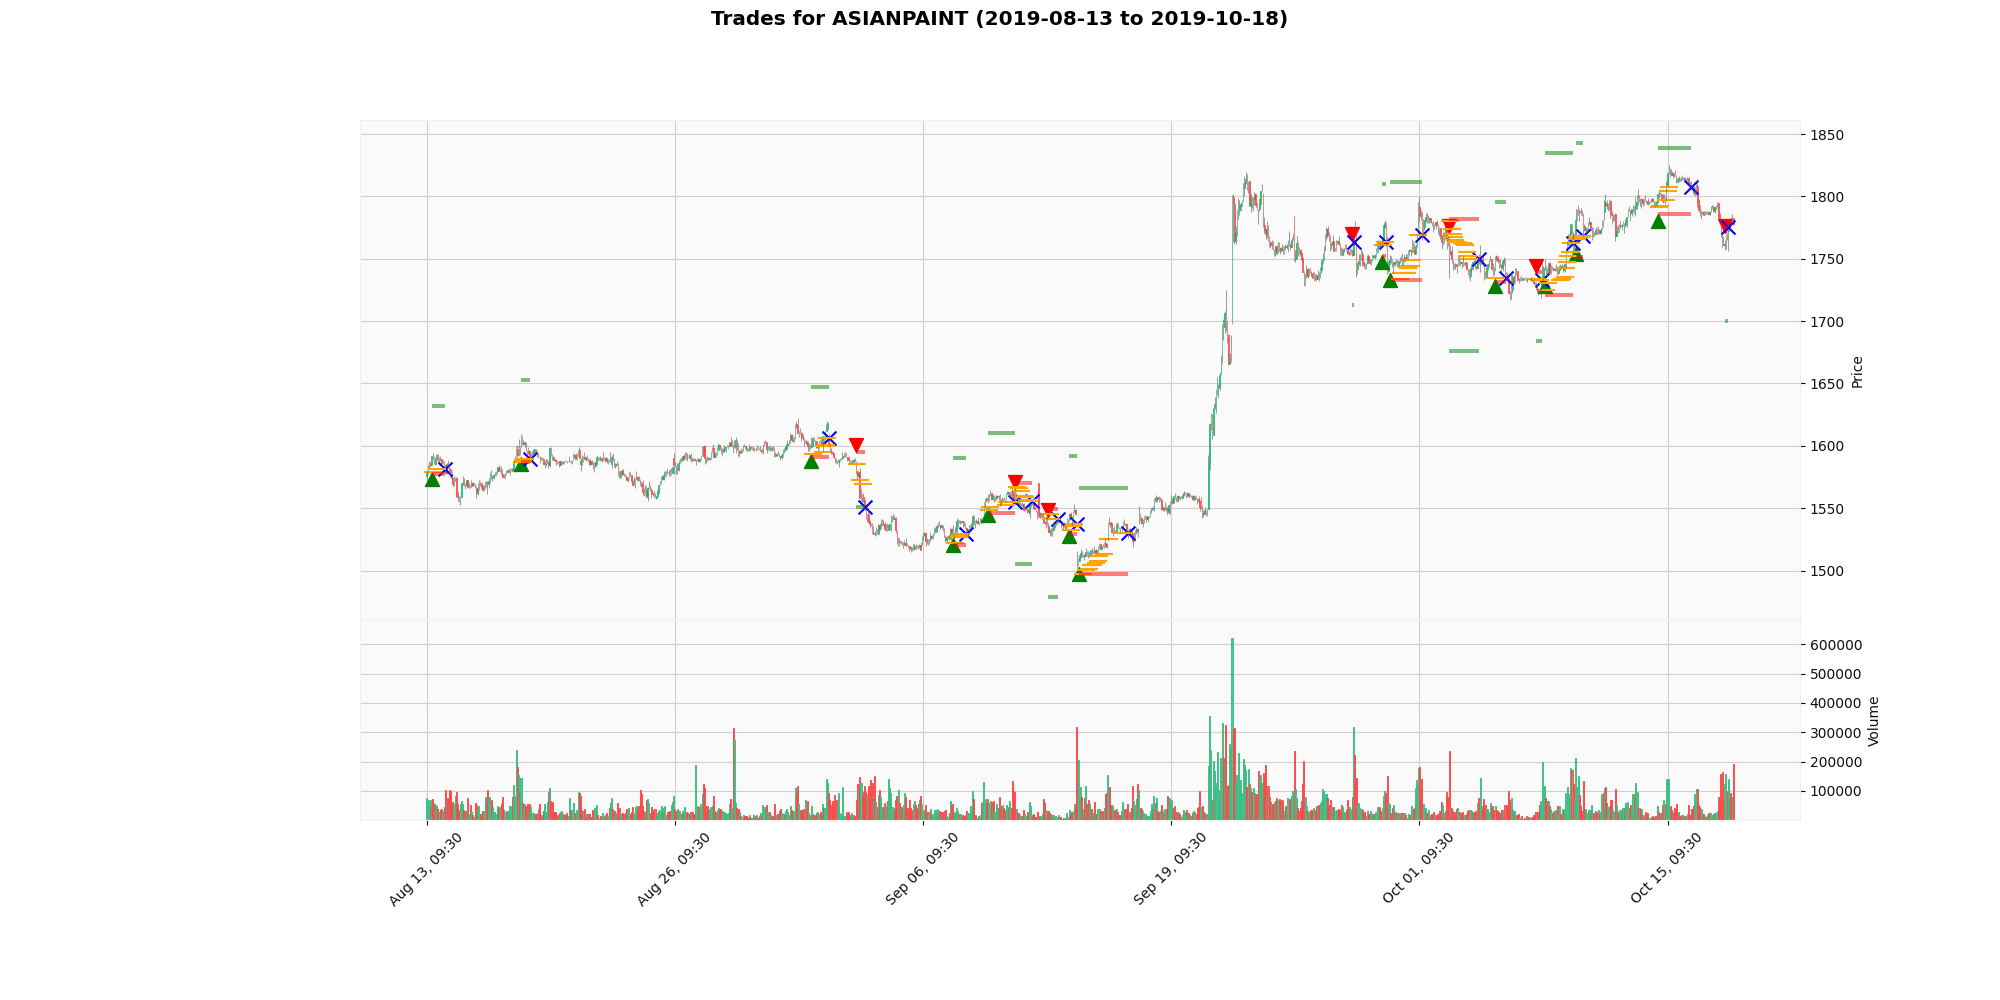 Trades for ASIANPAINT (2019-08-13 to 2019-10-18)
1850
1800
1750
1700
1650
1600
1550
1500
Price
600000
500000
400000
300000
200000
100000
Volume
Aug 13, 09:30
Aug 26, 09:30
Sep 06, 09:30
Sep 19, 09:30
Oct 01, 09:30
Oct 15, 09:30